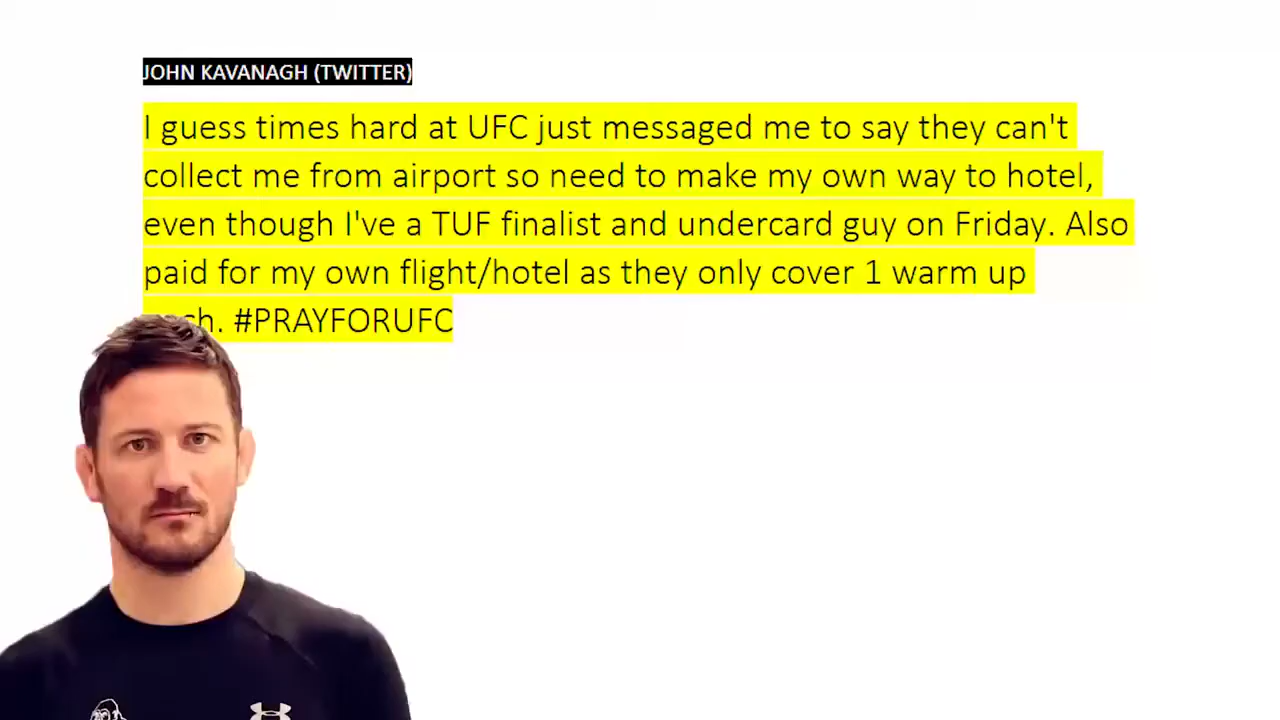 JOHN KAVANAGH (TWITTER)
I guess times hard at UFC just messaged me to say they can't
collect me from airport so need to make my own way to hotel,
even though I've a TUF finalist and undercard guy on Friday. Also
paid for my own flight/hotel as they only cover 1 warm up
#PRAYFORUFC